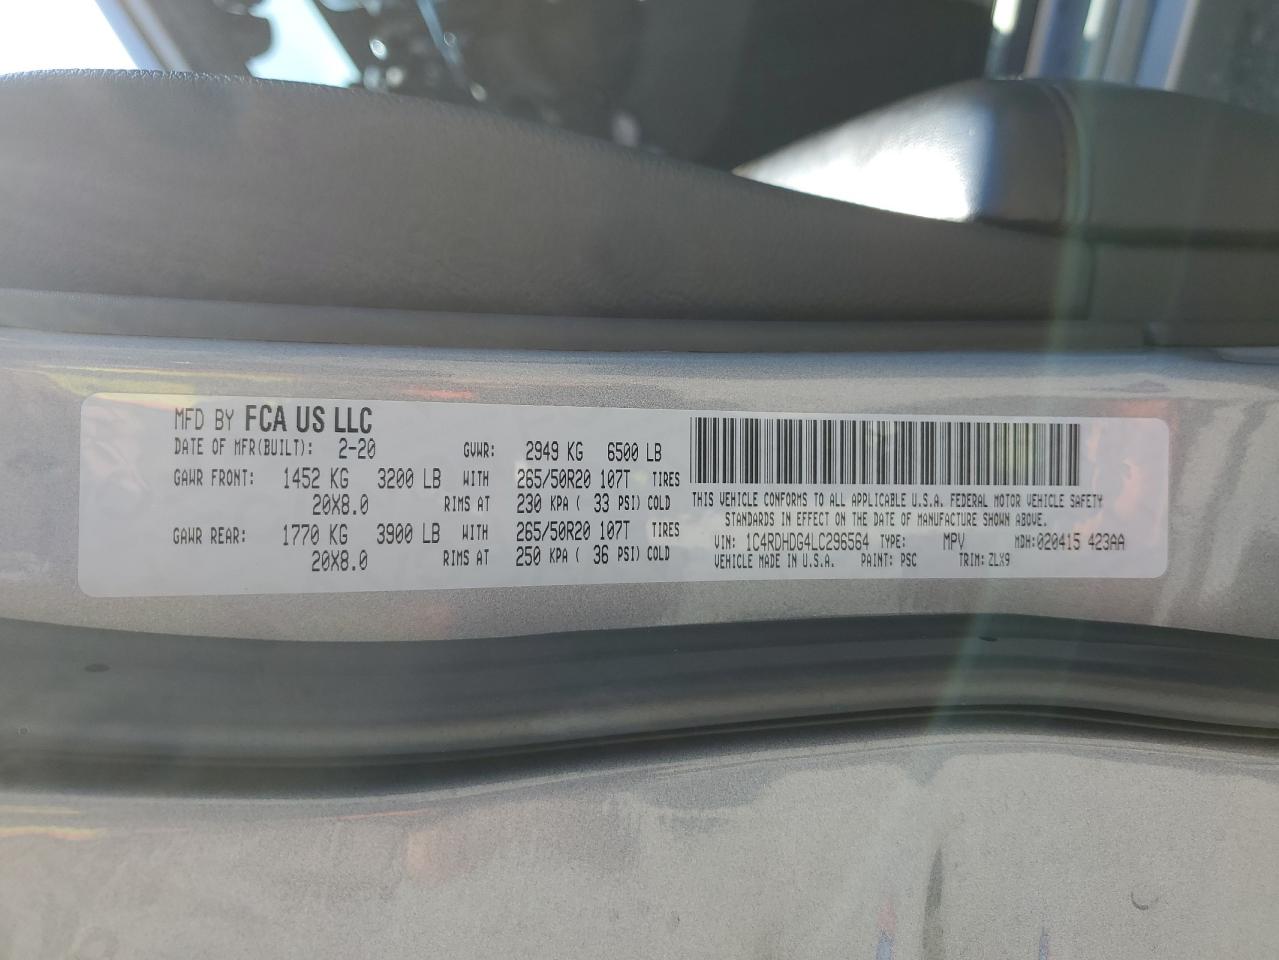 MFD BY FCA US LLC
DATE OF MFR(BUILT): 2-20 GVWR: 2949 KG 6500 LB
GAWR FRONT: 1452 KG 3200 LB WITH 265/50R20 107T TIRES
20X8.0 RIMS AT 230 KPA ( 33 PSI) COLD
GAWR REAR: 1770 KG 3900 LB WITH 265/50R20 107T TIRES
20X8.0 RIMS AT 250 KPA ( 36 PSI) COLD
THIS VEHICLE CONFORMS TO ALL APPLICABLE U.S.A. FEDERAL MOTOR VEHICLE SAFETY
STANDARDS IN EFFECT ON THE DATE OF MANUFACTURE SHOWN ABOVE.
VIN: 1C4RDHDG4LC296564 TYPE: MPV MDH:020415 423AA
VEHICLE MADE IN U.S.A. PAINT: PSC TRIM: ZLX9